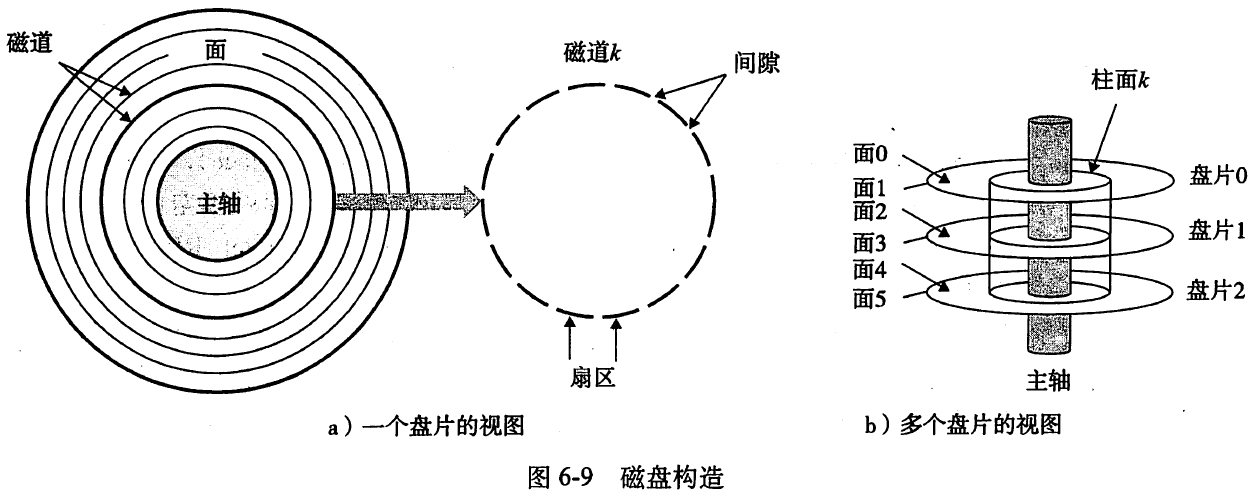 磁道
面
主轴
磁道k
间隙
扇区
a）一个盘片的视图
柱面k
面0
面1
面2
面3
面4
面5
盘片0
盘片1
盘片2
主轴
b）多个盘片的视图
图 6-9 磁盘构造